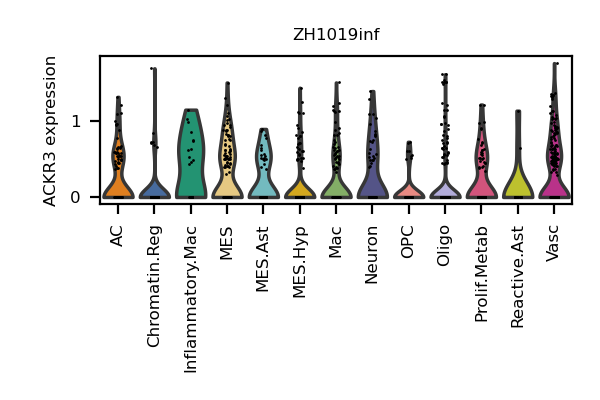 ZH1019inf
ACKR3 expression
1
0
AC
Chromatin.Reg
Inflammatory.Mac
MES
MES.Ast
MES.Hyp
Mac
Neuron
OPC
Oligo
Prolif.Metab
Reactive.Ast
Vasc